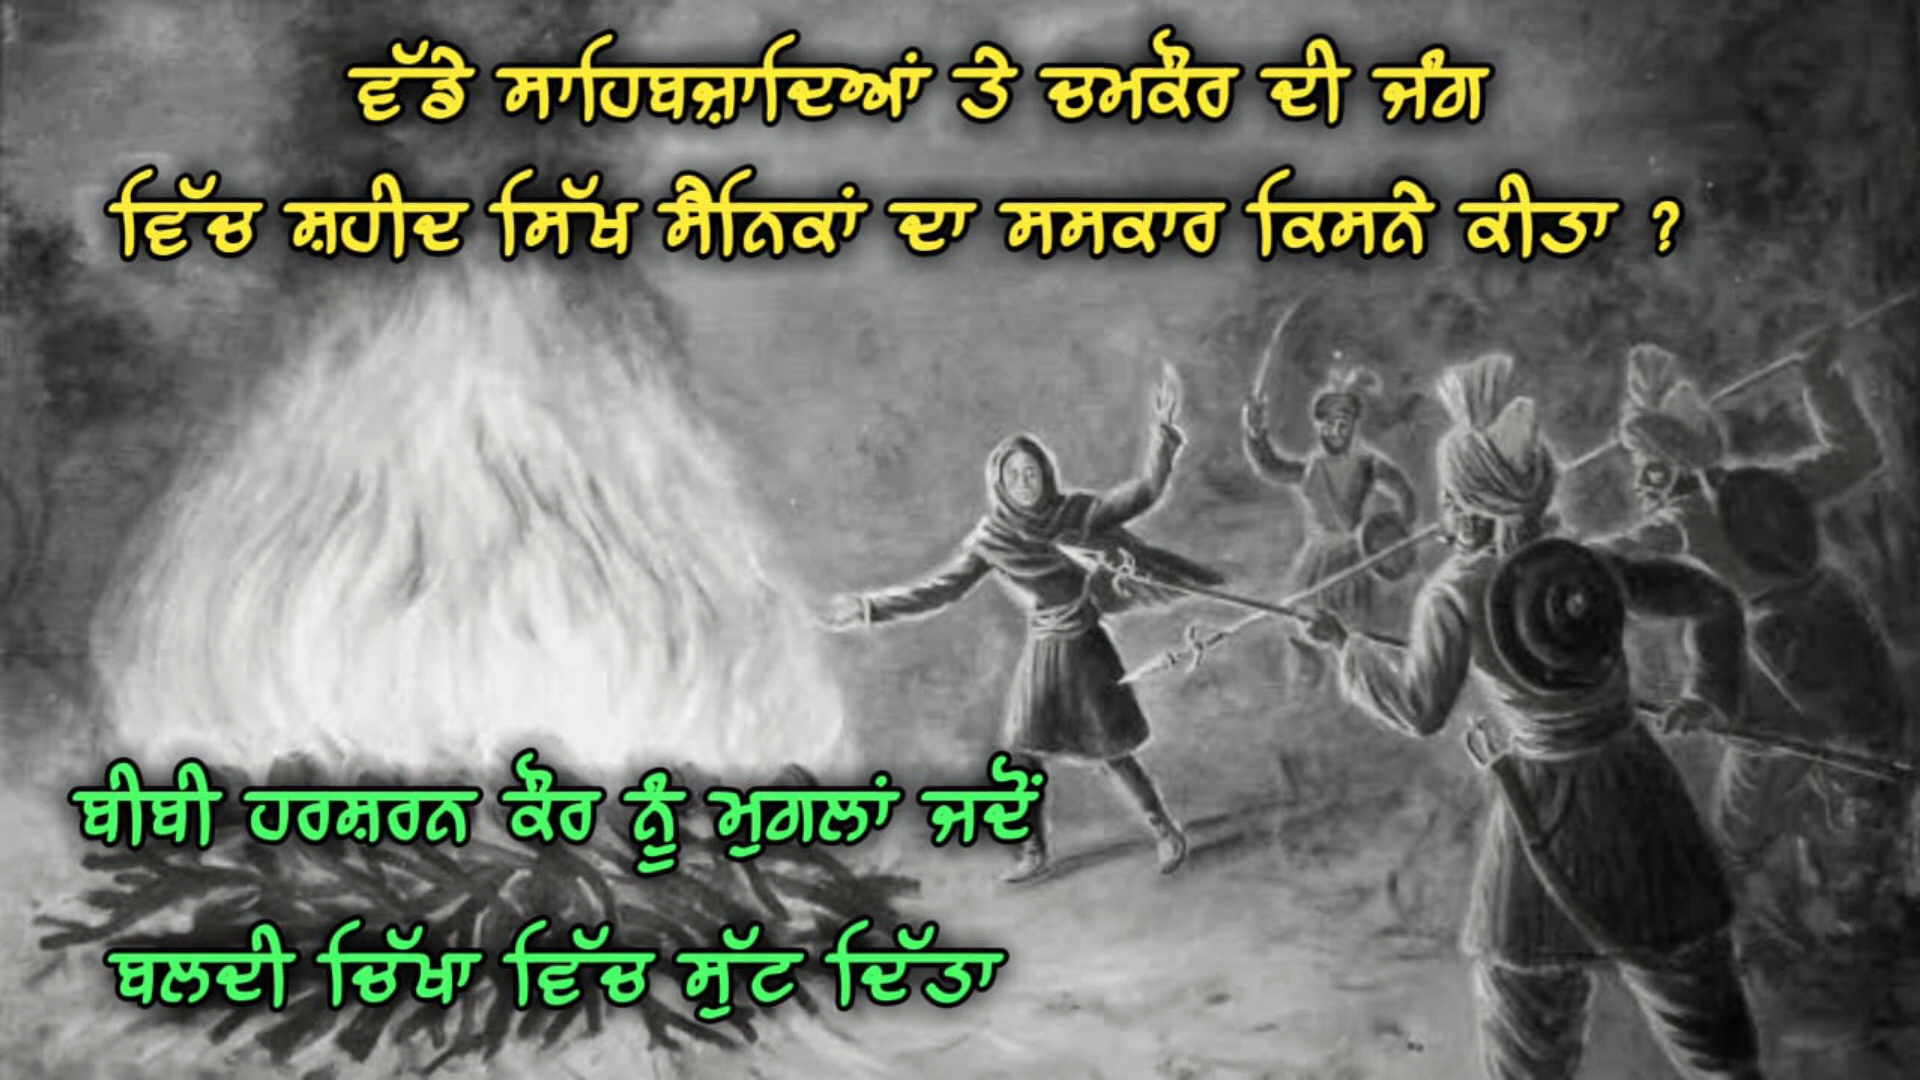 ਵੱਡੇ ਸਾਹਿਬਜ਼ਾਦਿਆਂ ਤੇ ਚਮਕੌਰ ਦੀ ਜੰਗ
ਵਿੱਚ ਸ਼ਹੀਦ ਸਿੱਖ ਸੈਨਿਕਾਂ ਦਾ ਸਸਕਾਰ ਕਿਸਨੇ ਕੀਤਾ ?
ਬੀਬੀ ਹਰਸ਼ਰਨ ਕੌਰ ਨੂੰ ਮੁਗਲਾਂ ਜਦੋਂ
ਬਲਦੀ ਚਿੱਖਾ ਵਿੱਚ ਸੁੱਟ ਦਿੱਤਾ